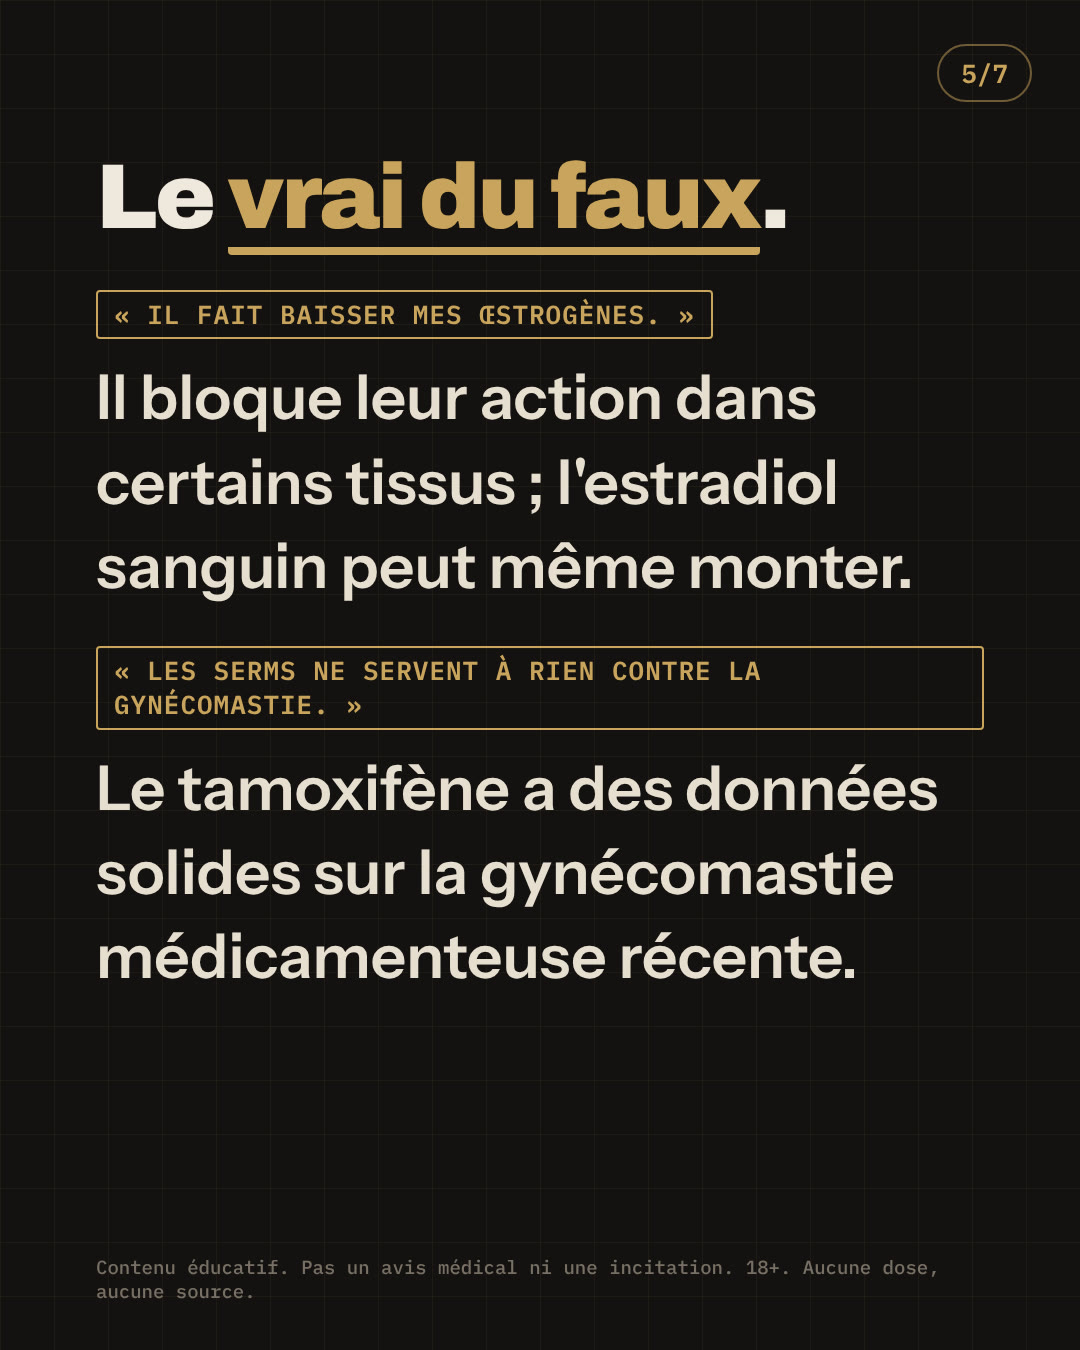 5/7
Le vrai du faux.
« IL FAIT BAISSER MES ŒSTROGÈNES. »
Il bloque leur action dans
certains tissus ; l'estradiol
sanguin peut même monter.
« LES SERMS NE SERVENT À RIEN CONTRE LA
GYNÉCOMASTIE. »
Le tamoxifène a des données
solides sur la gynécomastie
médicamenteuse récente.
Contenu éducatif. Pas un avis médical ni une incitation. 18+. Aucune dose,
aucune source.